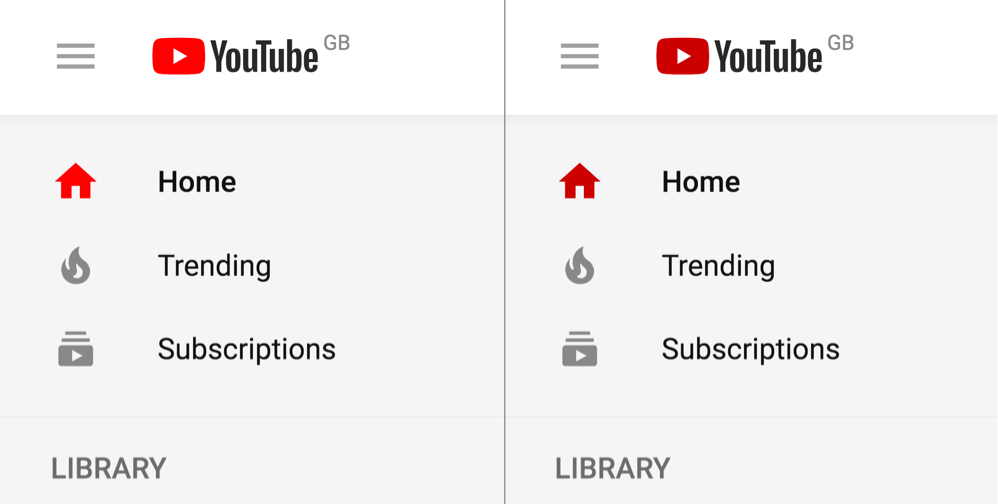 YouTube GB
Home
Trending
Subscriptions
LIBRARY
YouTube GB
Home
Trending
Subscriptions
LIBRARY